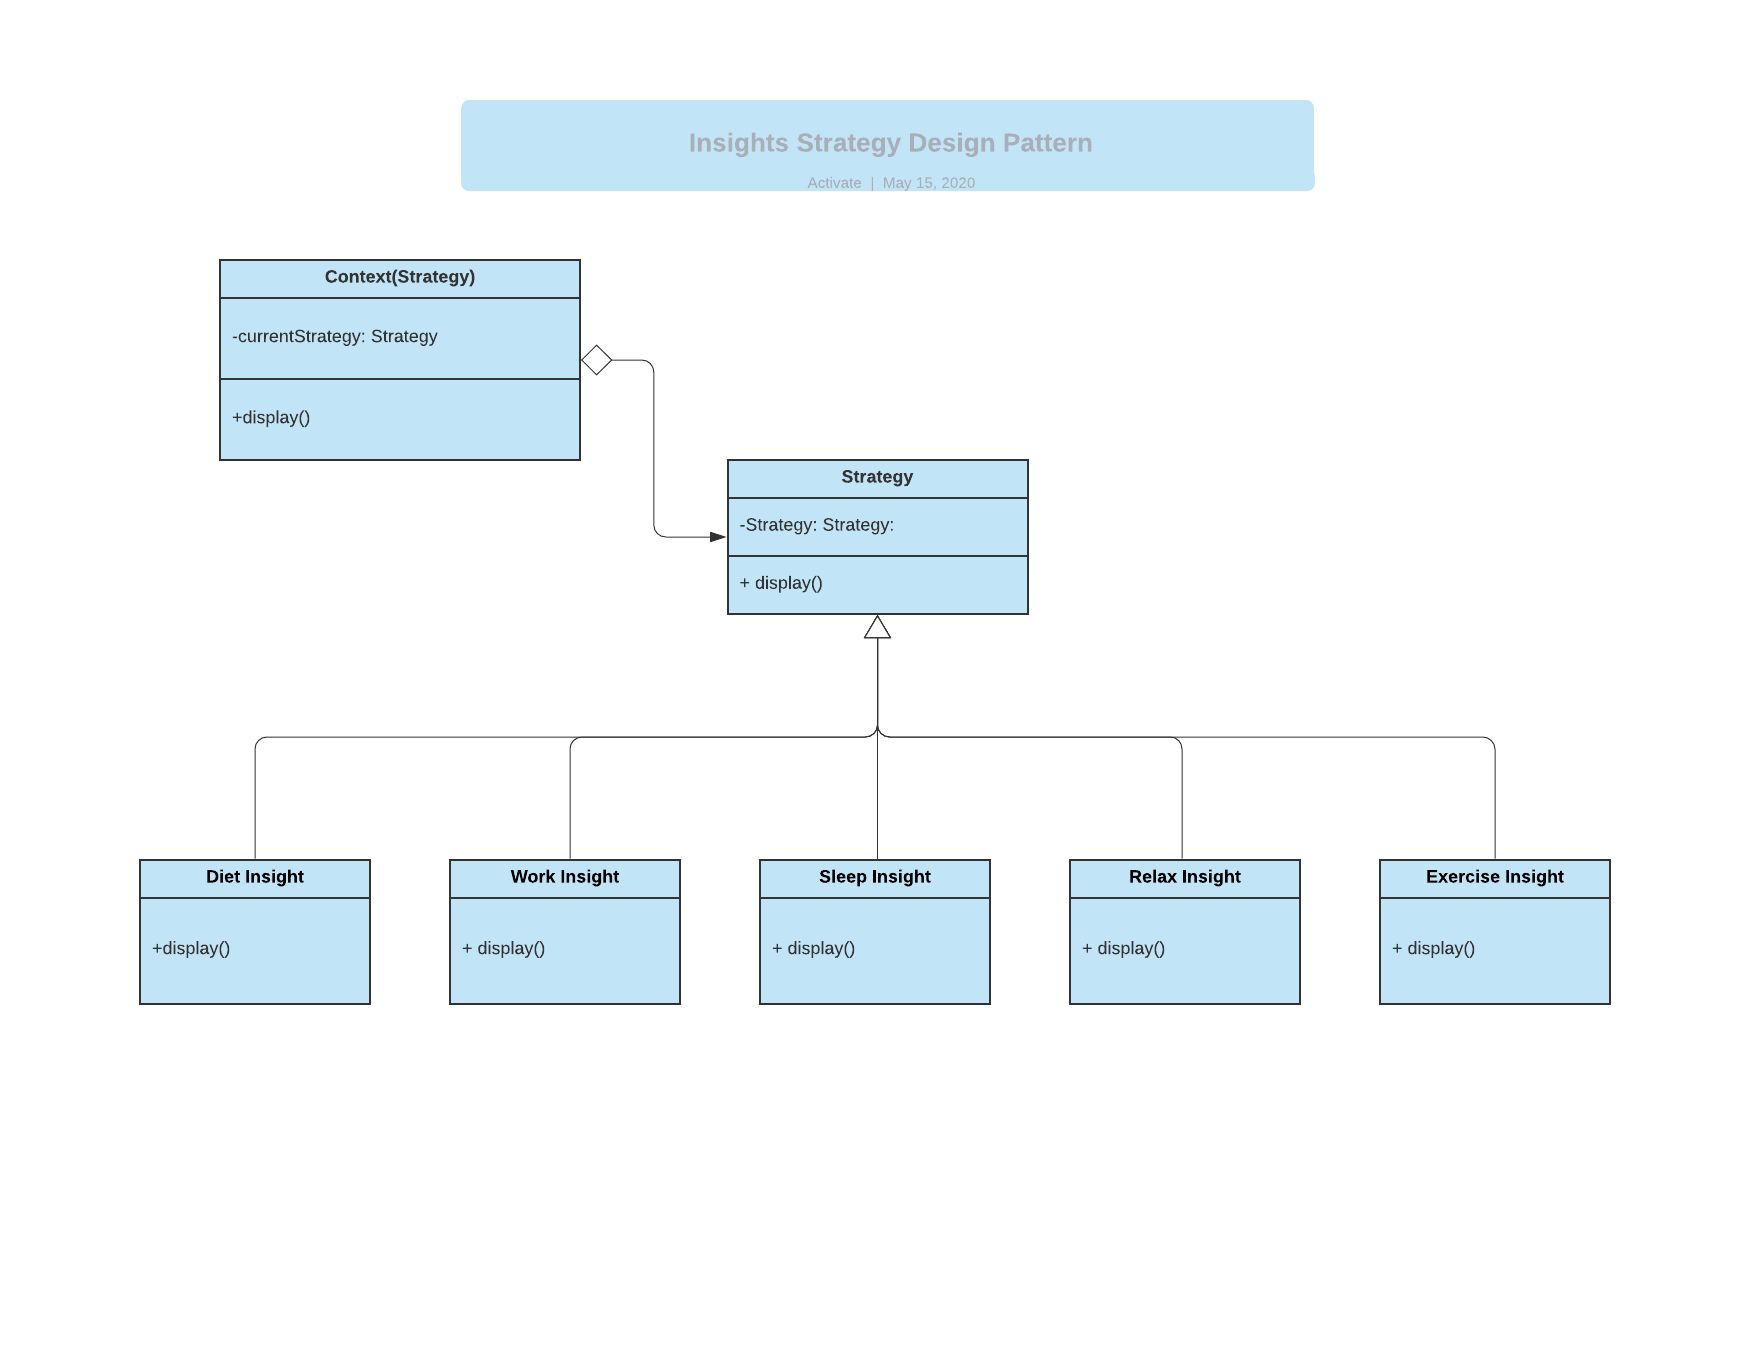 Insights Strategy Design Pattern
Activate | May 15, 2020
Context(Strategy)
-currentStrategy: Strategy
+display()
Strategy
-Strategy: Strategy:
+ display()
Diet Insight
+display()
Work Insight
+ display()
Sleep Insight
+ display()
Relax Insight
+ display()
Exercise Insight
+ display()